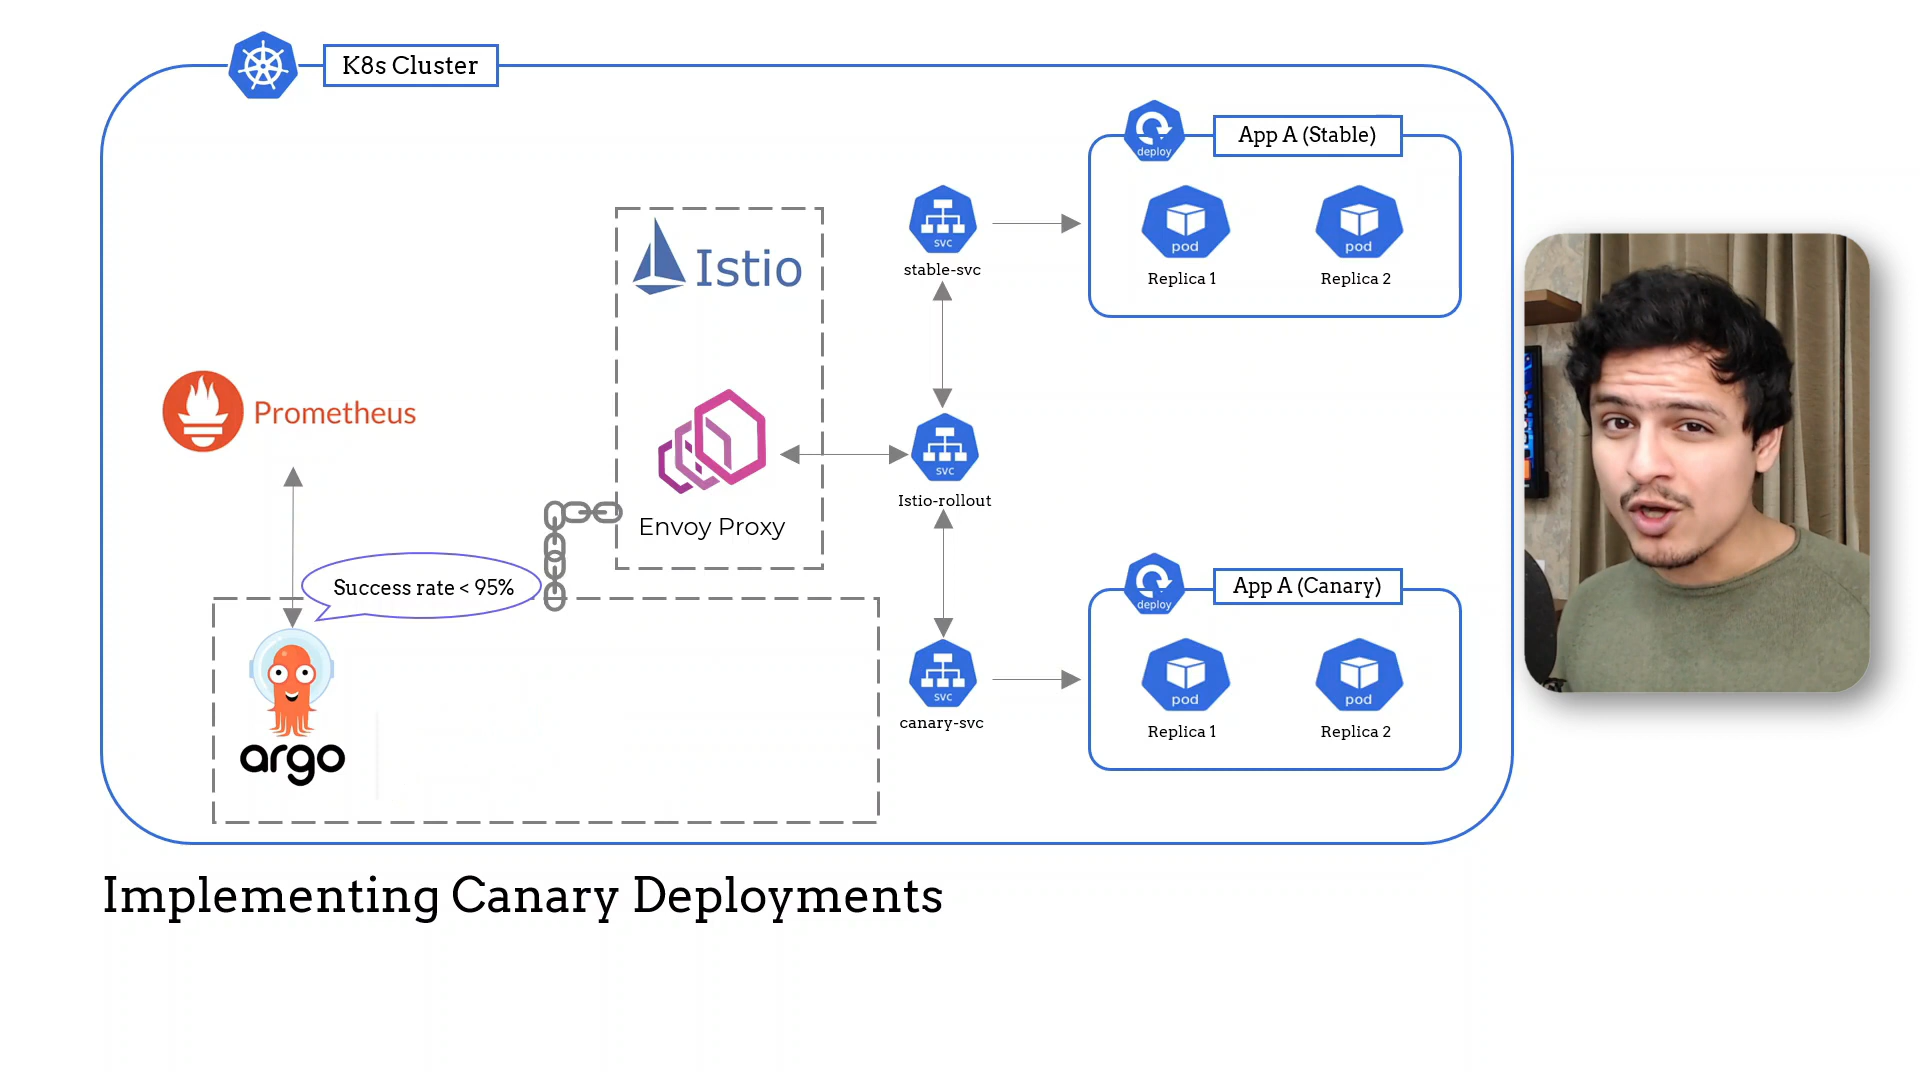 K8s Cluster
deploy
App A (Stable)
svc
stable-svc
pod
Replica 1
pod
Replica 2
Istio
Prometheus
Envoy Proxy
svc
Istio-rollout
Success rate < 95%
argo
deploy
App A (Canary)
svc
canary-svc
pod
Replica 1
pod
Replica 2
Implementing Canary Deployments